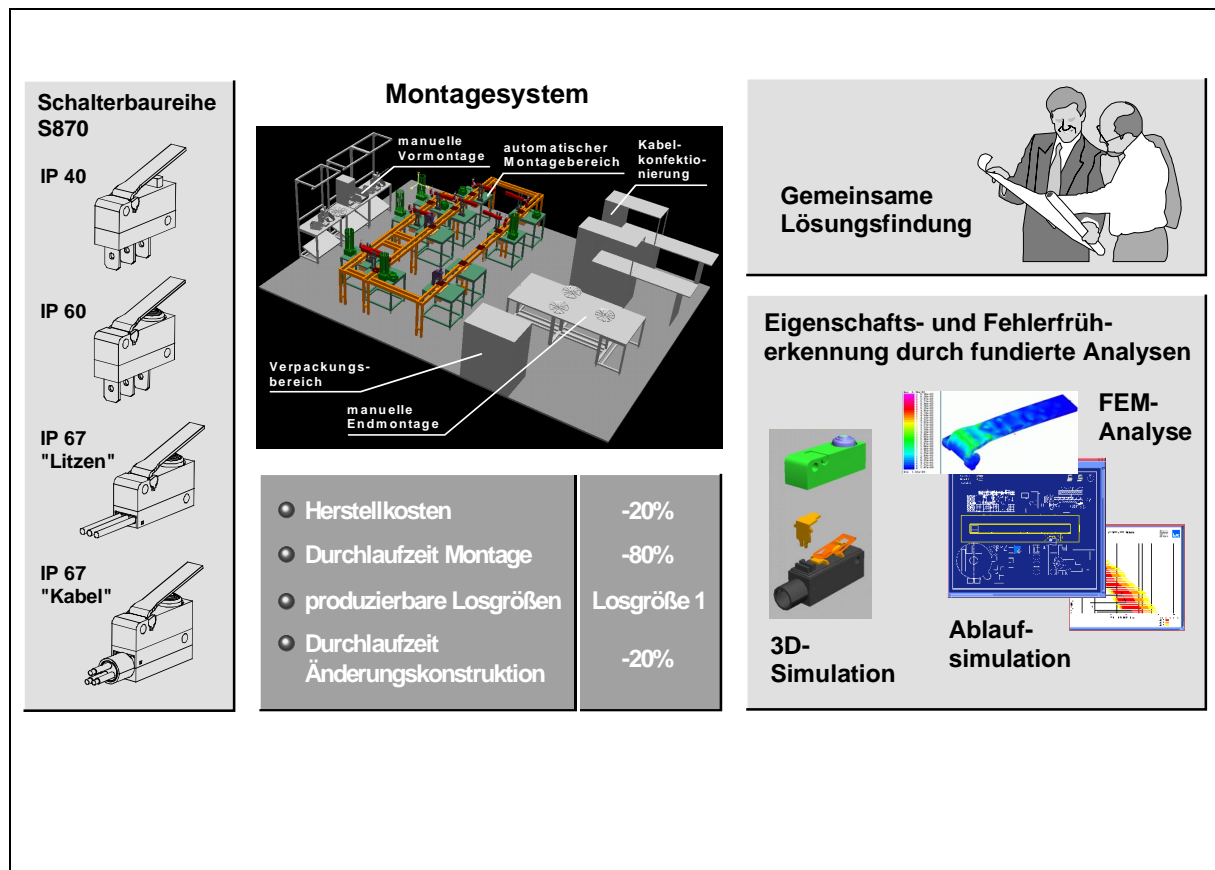 Schalterbaureihe
S870
IP 40
IP 60
IP 67
"Litzen"
IP 67
"Kabel"
Montagesystem
manuelle
Vormontage
automatischer
Montagebereich
Kabel-
konfektio-
nierung
Verpackungs-
bereich
manuelle
Endmontage
Herstellkosten -20%
Durchlaufzeit Montage -80%
produzierbare Losgrößen Losgröße 1
Durchlaufzeit
Änderungskonstruktion -20%
Gemeinsame
Lösungsfindung
Eigenschafts- und Fehlerfrüh-
erkennung durch fundierte Analysen
FEM-
Analyse
3D-
Simulation
Ablauf-
simulation